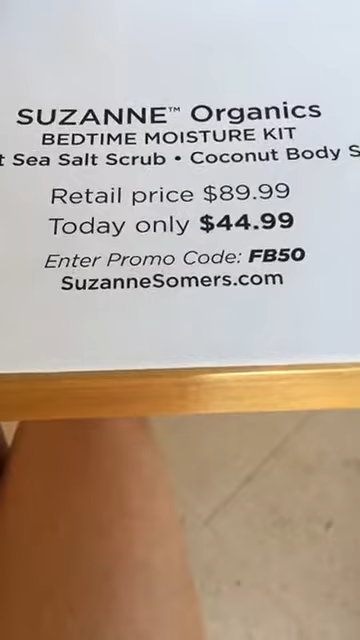 SUZANNE™ Organics
BEDTIME MOISTURE KIT
Sea Salt Scrub • Coconut Body
Retail price $89.99
Today only $44.99
Enter Promo Code: FB50
SuzanneSomers.com